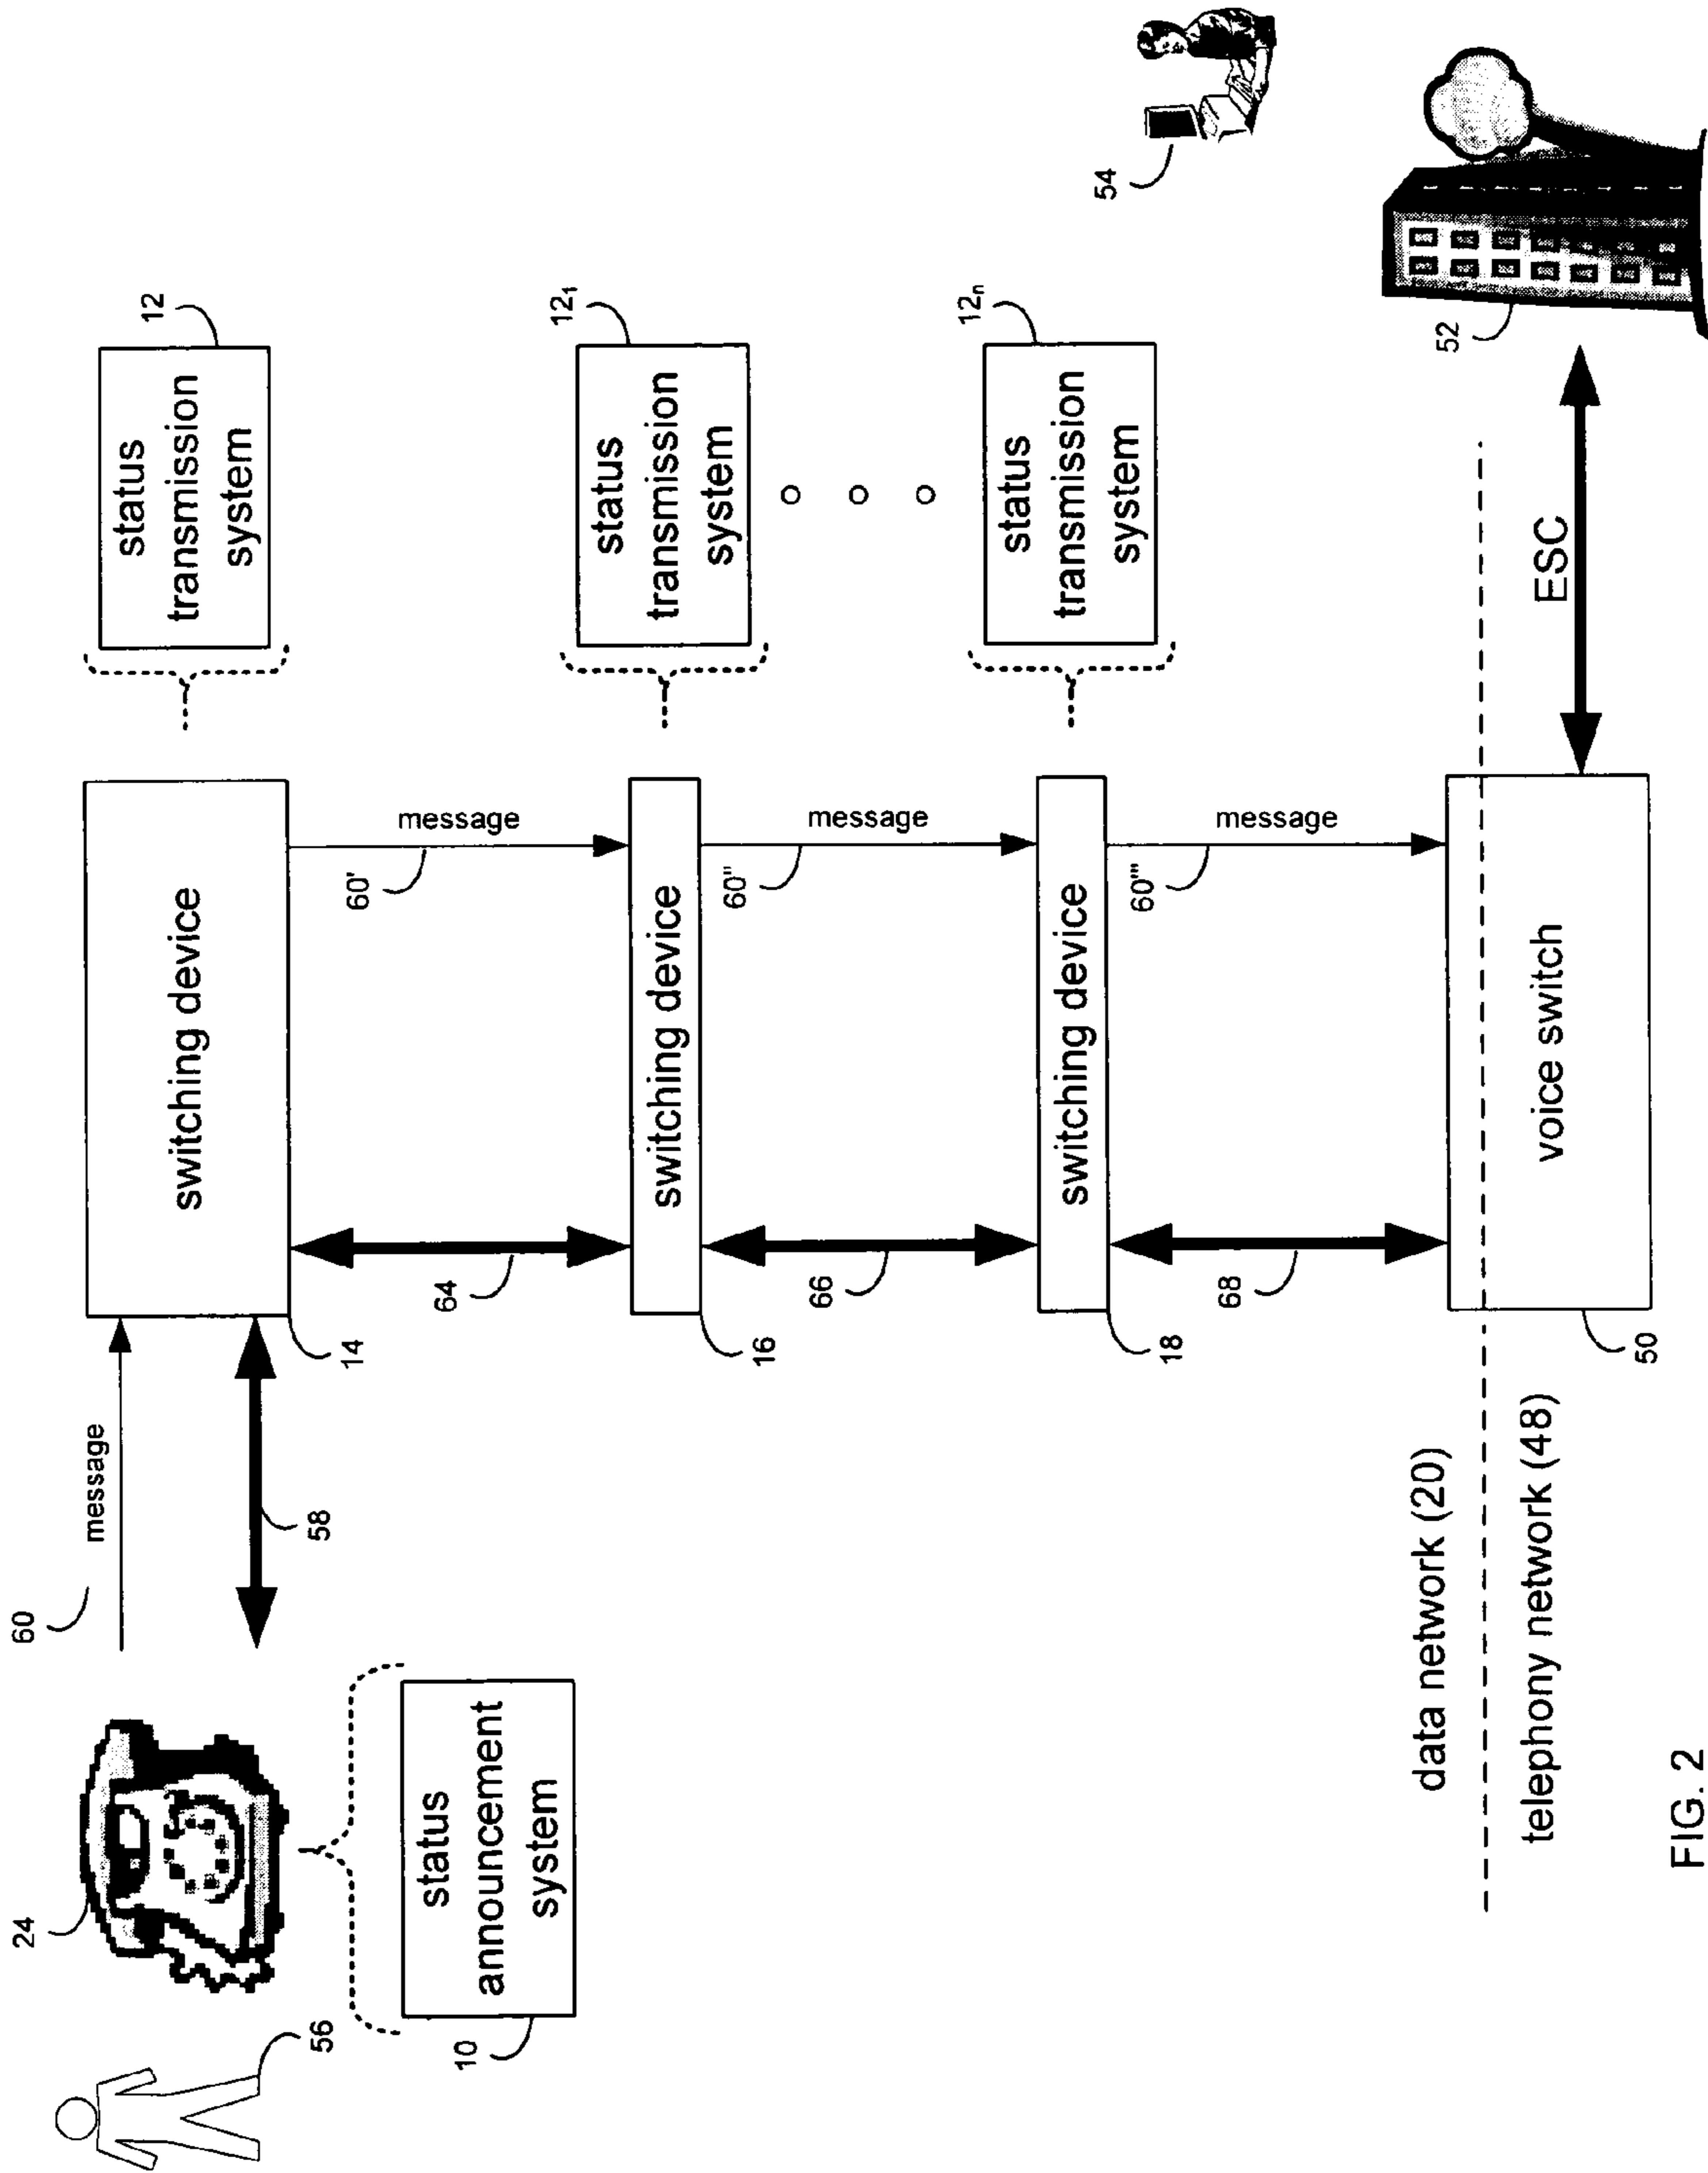 60
message
24
58
56
status
announcement
system
10
switching device
14
status
transmission
system
12
64
message
60'
switching device
16
status
transmission
system
12₁
66
message
60''
switching device
18
status
transmission
system
12ₙ
68
message
60'''
54
data network (20)
telephony network (48)
voice switch
50
ESC
52
FIG. 2